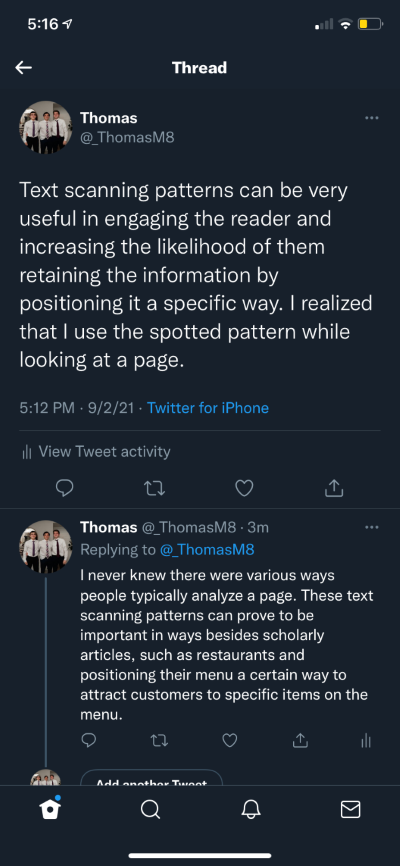 5:16
Thread
Thomas
@_ThomasM8
Text scanning patterns can be very
useful in engaging the reader and
increasing the likelihood of them
retaining the information by
positioning it a specific way. I realized
that I use the spotted pattern while
looking at a page.
5:12 PM · 9/2/21 · Twitter for iPhone
View Tweet activity
Thomas @_ThomasM8 · 3m
Replying to @_ThomasM8
I never knew there were various ways
people typically analyze a page. These text
scanning patterns can prove to be
important in ways besides scholarly
articles, such as restaurants and
positioning their menu a certain way to
attract customers to specific items on the
menu.
Add another Tweet